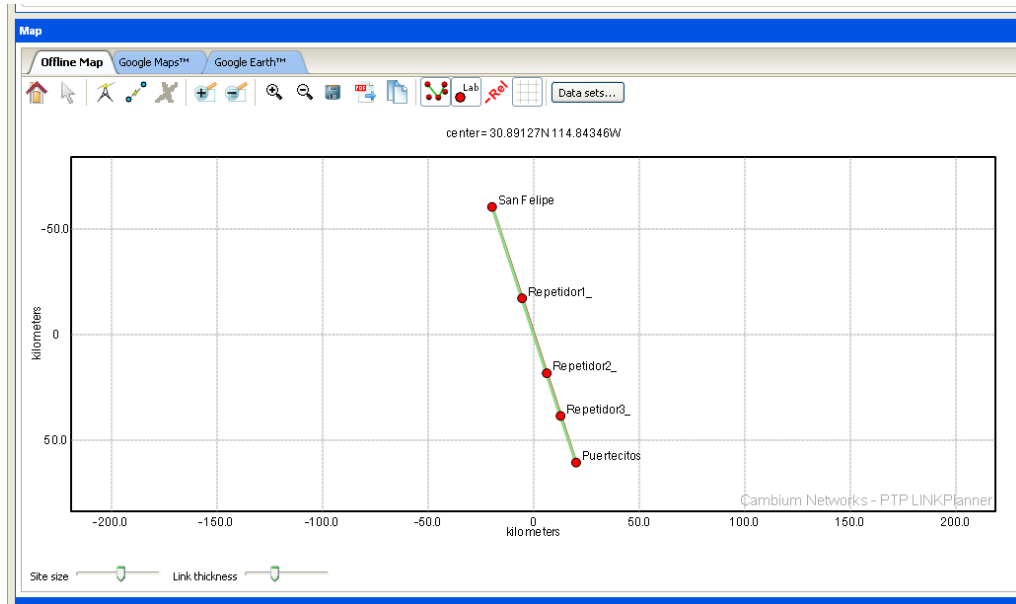 Map
Offline Map Google Maps™ Google Earth™
PDF Lab -Rel Data sets...
center= 30.89127N 114.84346W
San Felipe
-50.0
Repetidor1_
kilometers
0
Repetidor2_
Repetidor3_
50.0
Puertecitos
Cambium Networks - PTP LINKPlanner
-200.0 -150.0 -100.0 -50.0 0 50.0 100.0 150.0 200.0
kilometers
Site size Link thickness